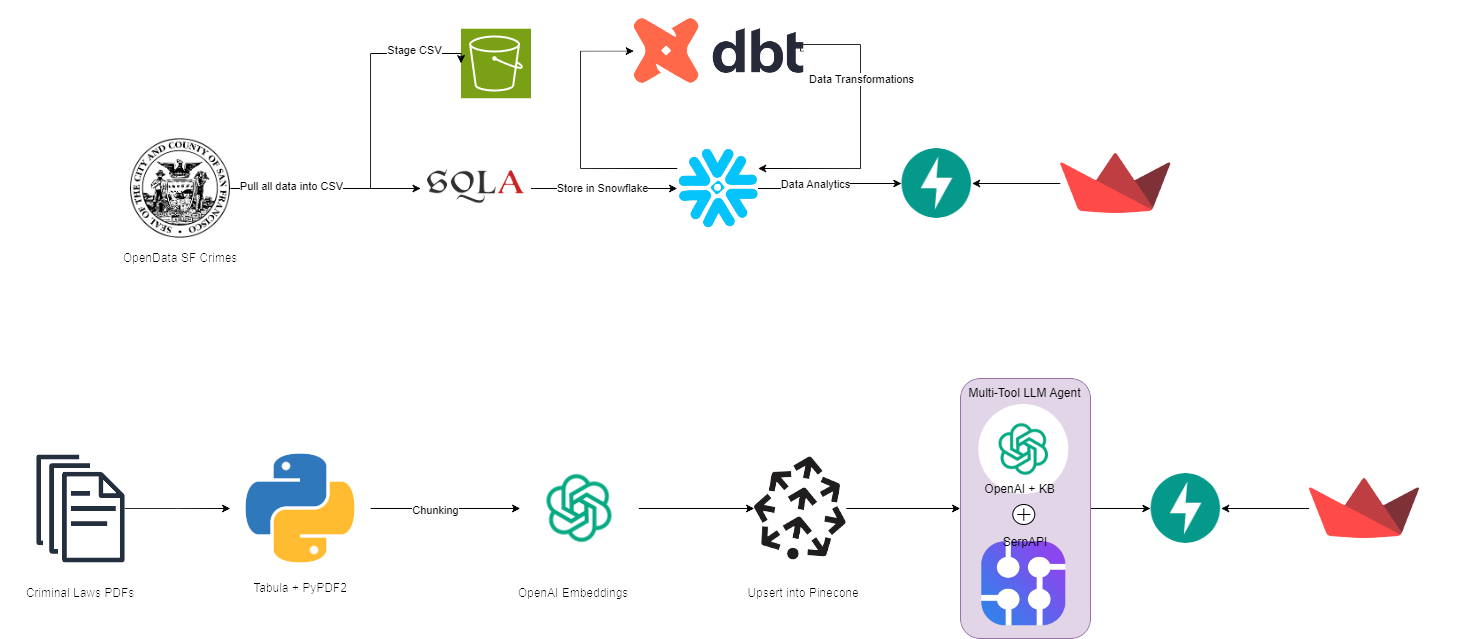 Stage CSV
dbt
Data Transformations
SEAL OF THE CITY AND COUNTY OF SAN FRANCISCO
Pull all data into CSV
SQLA
Store in Snowflake
Data Analytics
OpenData SF Crimes
Multi-Tool LLM Agent
OpenAI + KB
SerpAPI
Chunking
Criminal Laws PDFs
Tabula + PyPDF2
OpenAI Embeddings
Upsert into Pinecone